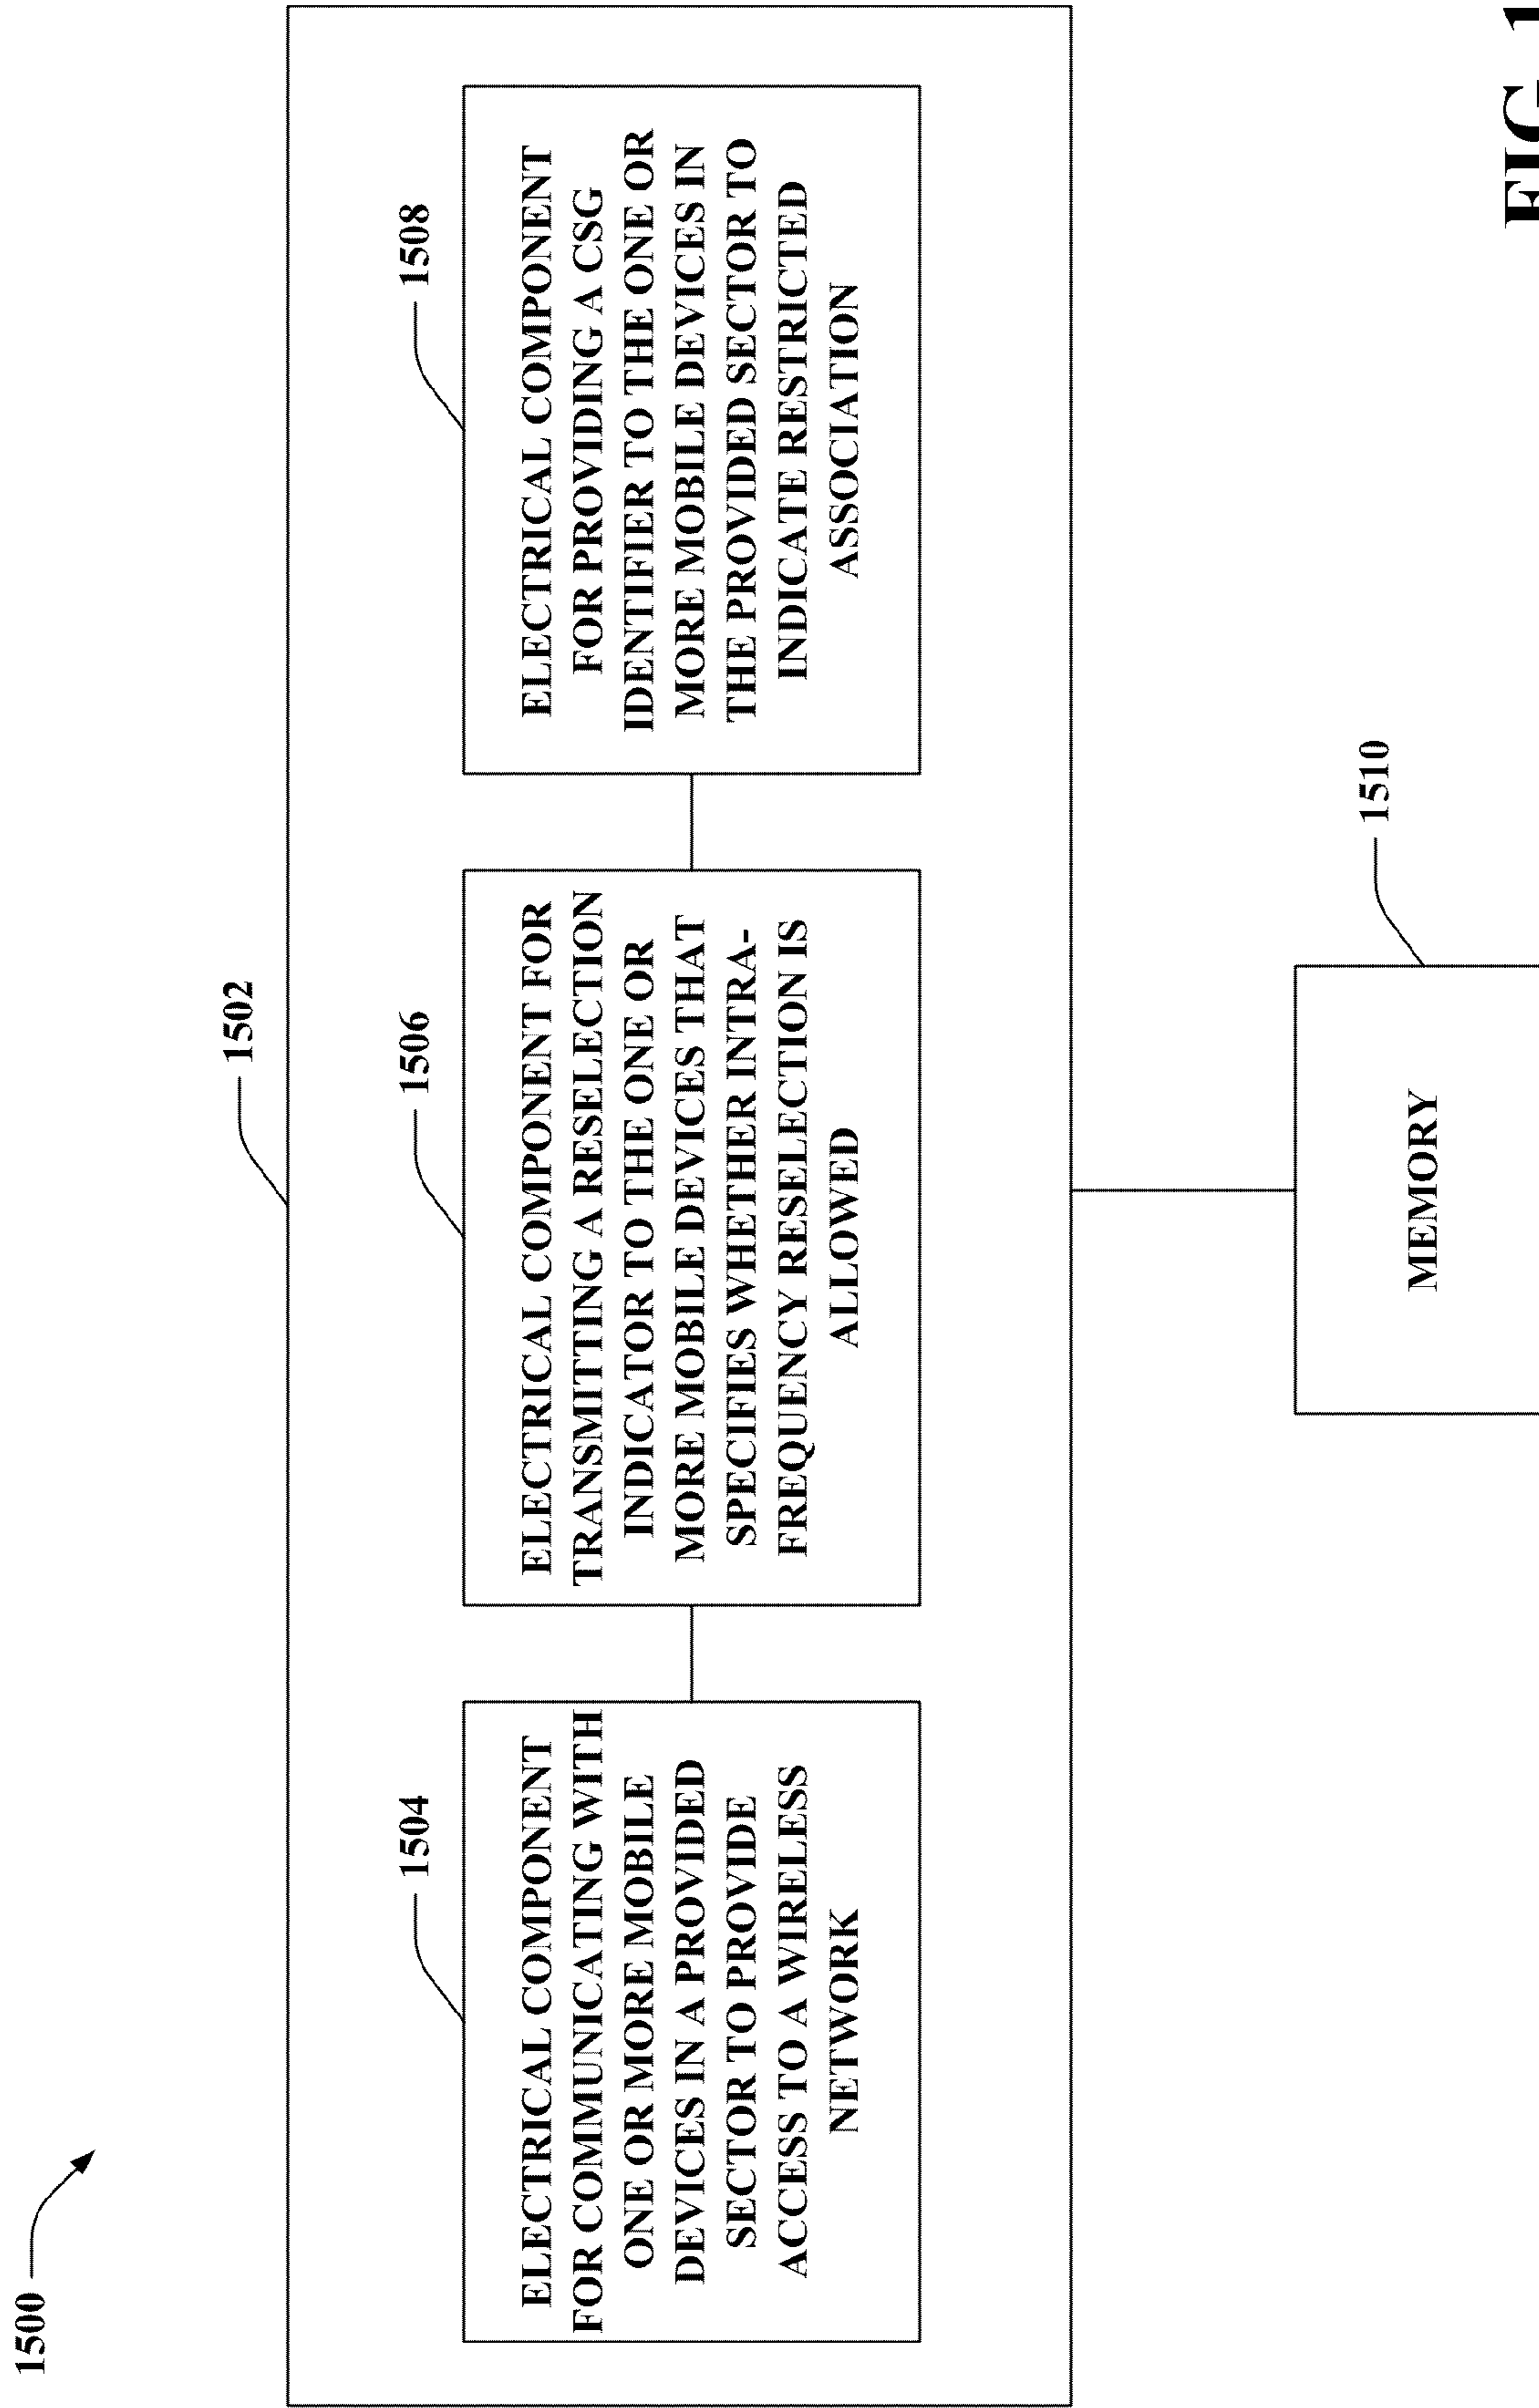 1500
1502
1504
ELECTRICAL COMPONENT
FOR COMMUNICATING WITH
ONE OR MORE MOBILE
DEVICES IN A PROVIDED
SECTOR TO PROVIDE
ACCESS TO A WIRELESS
NETWORK
1506
ELECTRICAL COMPONENT FOR
TRANSMITTING A RESELECTION
INDICATOR TO THE ONE OR
MORE MOBILE DEVICES THAT
SPECIFIES WHETHER INTRA-
FREQUENCY RESELECTION IS
ALLOWED
1508
ELECTRICAL COMPONENT
FOR PROVIDING A CSG
IDENTIFIER TO THE ONE OR
MORE MOBILE DEVICES IN
THE PROVIDED SECTOR TO
INDICATE RESTRICTED
ASSOCIATION
1510
MEMORY